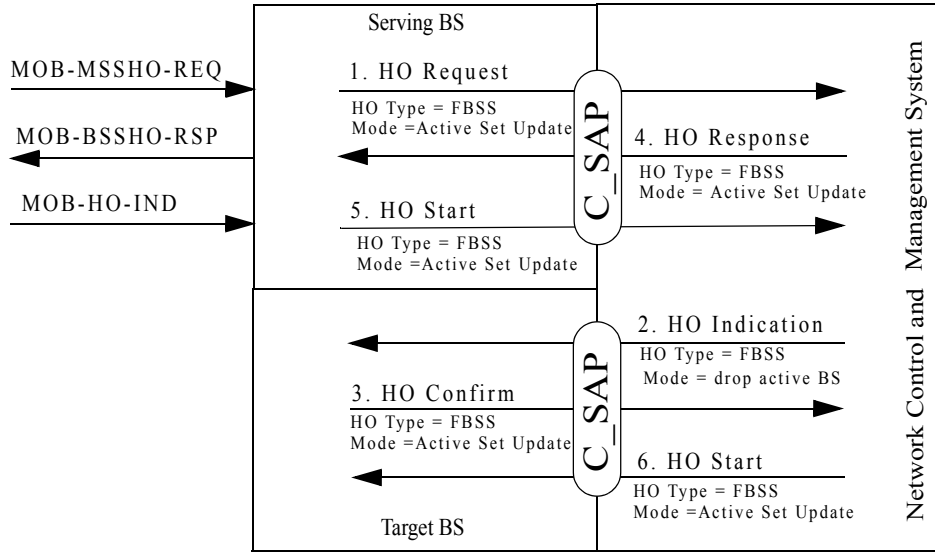 Serving BS
MOB-MSSHO-REQ
MOB-BSSHO-RSP
MOB-HO-IND
1. HO Request
HO Type = FBSS
Mode =Active Set Update
4. HO Response
HO Type = FBSS
Mode = Active Set Update
5. HO Start
HO Type = FBSS
Mode =Active Set Update
C_SAP
2. HO Indication
HO Type = FBSS
Mode = drop active BS
3. HO Confirm
HO Type = FBSS
Mode =Active Set Update
6. HO Start
HO Type = FBSS
Mode =Active Set Update
C_SAP
Target BS
Network Control and Management System